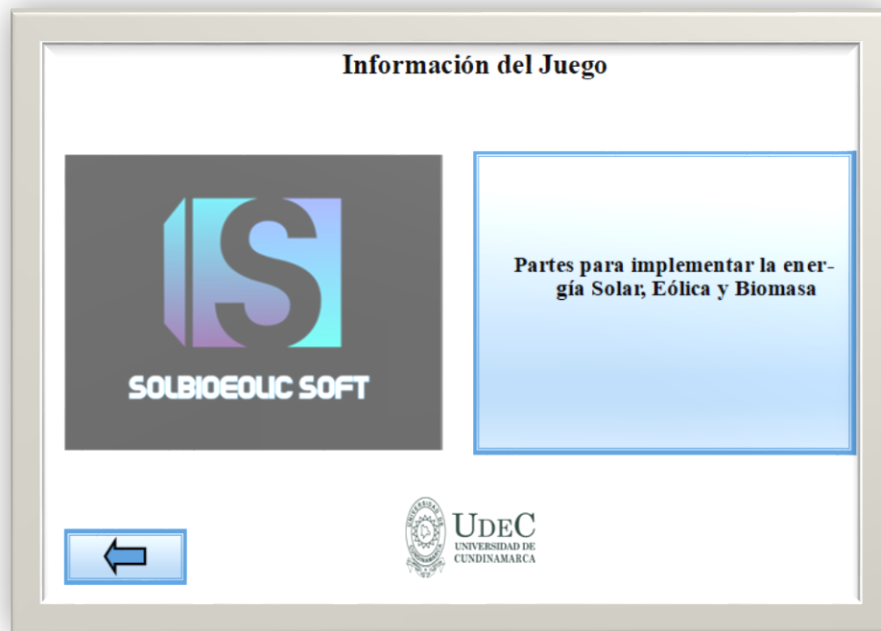 Información del Juego
Partes para implementar la ener-
gía Solar, Eólica y Biomasa
SOLBIOEOLIC SOFT
UDEC
UNIVERSIDAD DE
CUNDINAMARCA